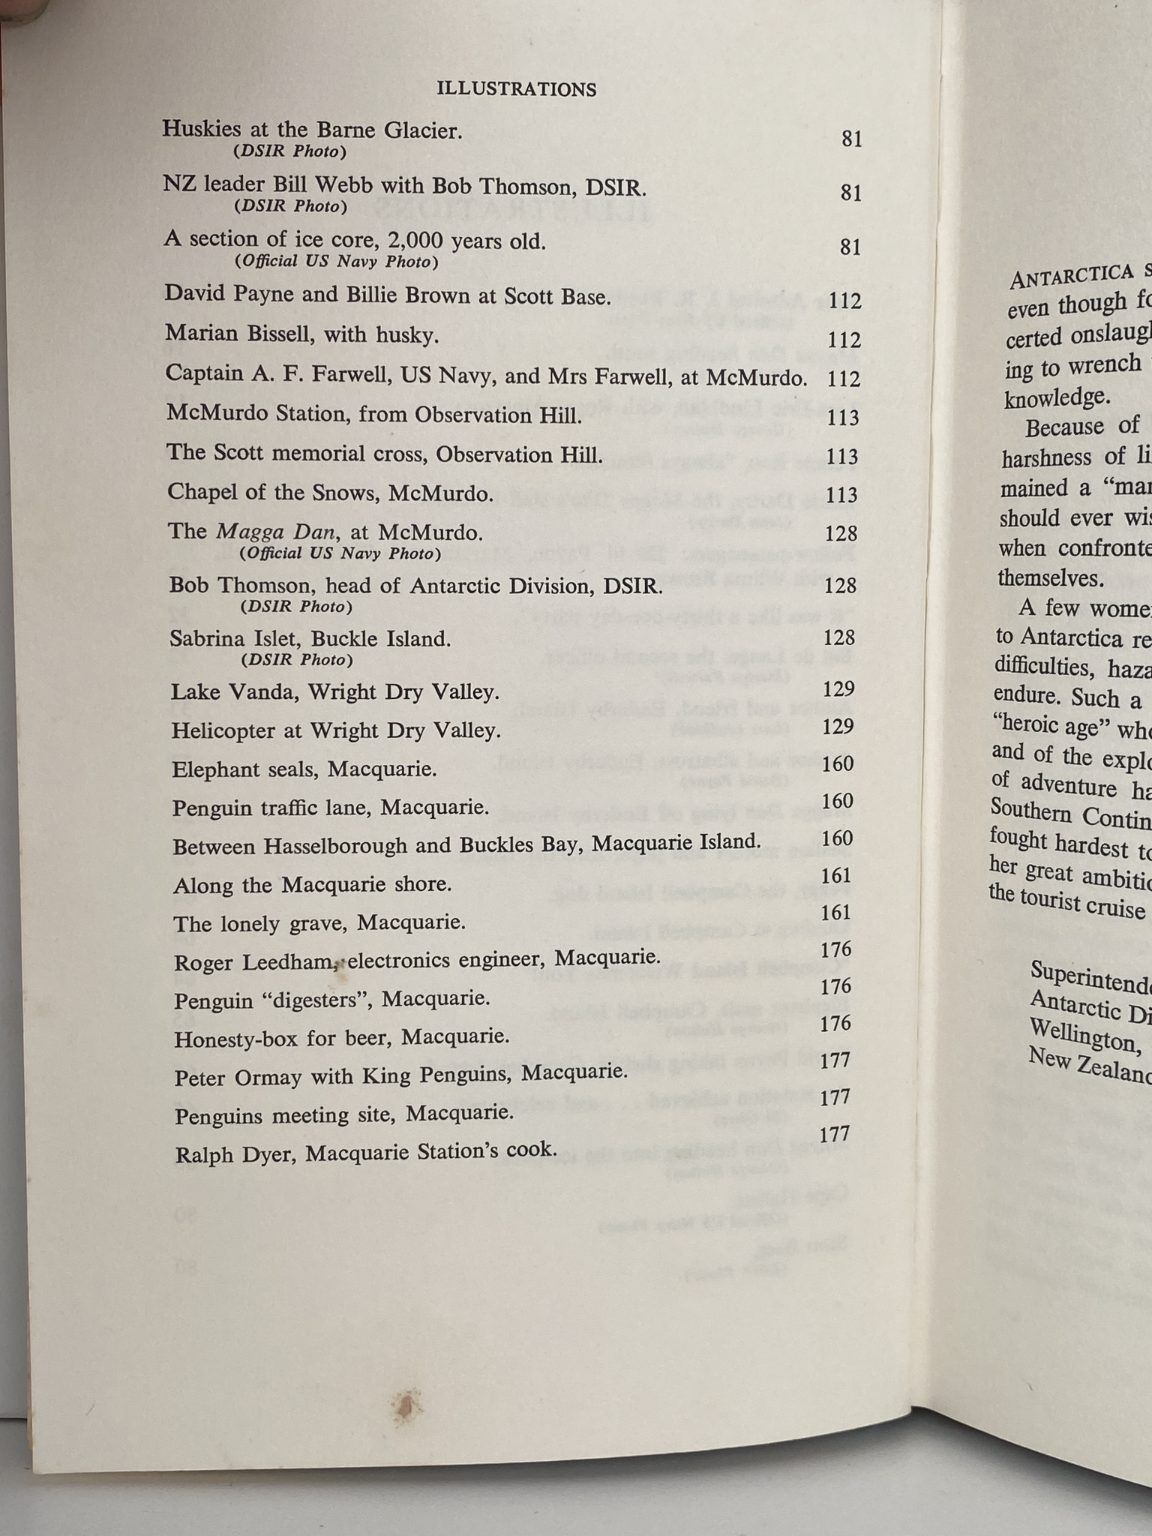 ILLUSTRATIONS
Huskies at the Barne Glacier. 81
(DSIR Photo)
NZ leader Bill Webb with Bob Thomson, DSIR. 81
(DSIR Photo)
A section of ice core, 2,000 years old. 81
(Official US Navy Photo)
David Payne and Billie Brown at Scott Base. 112
Marian Bissell, with husky. 112
Captain A. F. Farwell, US Navy, and Mrs Farwell, at McMurdo. 112
McMurdo Station, from Observation Hill. 113
The Scott memorial cross, Observation Hill. 113
Chapel of the Snows, McMurdo. 113
The Magga Dan, at McMurdo. 128
(Official US Navy Photo)
Bob Thomson, head of Antarctic Division, DSIR. 128
(DSIR Photo)
Sabrina Islet, Buckle Island. 128
(DSIR Photo)
Lake Vanda, Wright Dry Valley. 129
Helicopter at Wright Dry Valley. 129
Elephant seals, Macquarie. 160
Penguin traffic lane, Macquarie. 160
Between Hasselborough and Buckles Bay, Macquarie Island. 160
Along the Macquarie shore. 161
The lonely grave, Macquarie. 161
Roger Leedham, electronics engineer, Macquarie. 176
Penguin “digesters”, Macquarie. 176
Honesty-box for beer, Macquarie. 176
Peter Ormay with King Penguins, Macquarie. 177
Penguins meeting site, Macquarie. 177
Ralph Dyer, Macquarie Station’s cook. 177
ANTARCTICA
even though
certed
ing to wrench
knowledge.
Because of
harshness of
mained a
should ever
when
themselves.
A few
to Antarctica
difficulties,
endure. Such a
“heroic age”
and of the
of adventure
Southern
fought hardest
her great
the tourist cruise
Antarctic
Wellington,
New